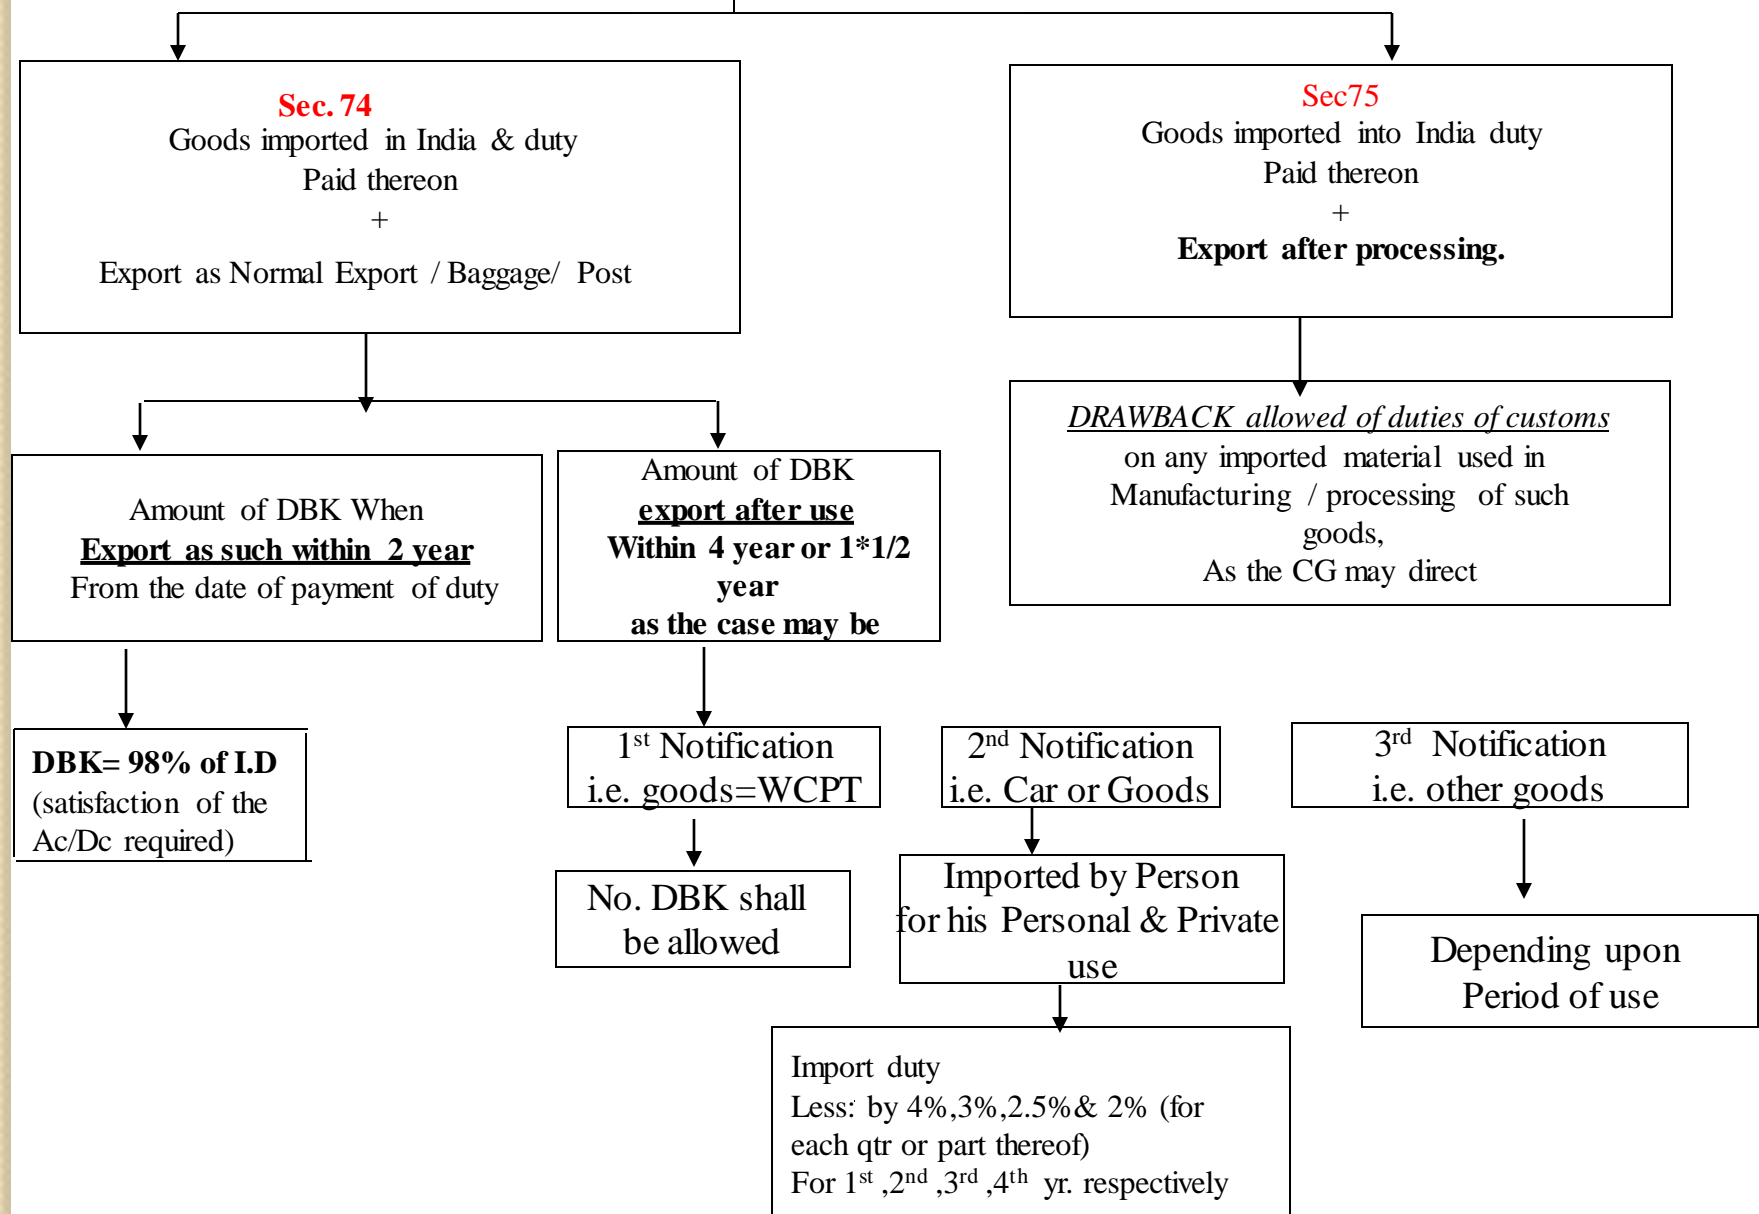 Sec. 74
Goods imported in India & duty
Paid thereon
+
Export as Normal Export / Baggage/ Post
Sec75
Goods imported into India duty
Paid thereon
+
Export after processing.
Amount of DBK When
Export as such within 2 year
From the date of payment of duty
Amount of DBK
export after use
Within 4 year or 1*1/2
year
as the case may be
DRAWBACK allowed of duties of customs
on any imported material used in
Manufacturing / processing of such
goods,
As the CG may direct
DBK= 98% of I.D
(satisfaction of the
Ac/Dc required)
1st Notification
i.e. goods=WCPT
2nd Notification
i.e. Car or Goods
3rd Notification
i.e. other goods
No. DBK shall
be allowed
Imported by Person
for his Personal & Private
use
Depending upon
Period of use
Import duty
Less: by 4%,3%,2.5%& 2% (for
each qtr or part thereof)
For 1st ,2nd ,3rd ,4th yr. respectively